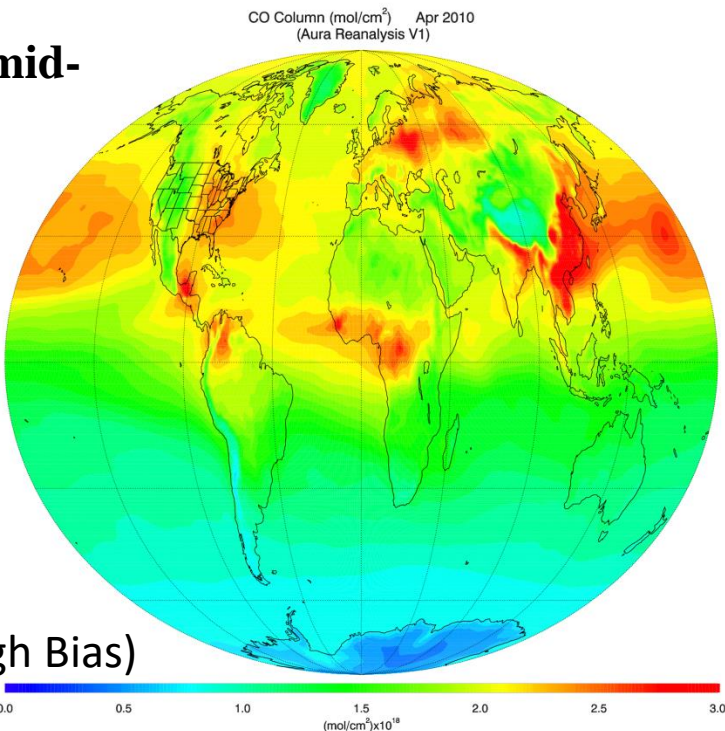 CO Column (mol/cm²) Apr 2010
(Aura Reanalysis V1)
mid-
gh Bias)
0.0 0.5 1.0 1.5 2.0 2.5 3.0
(mol/cm²)x10¹⁸